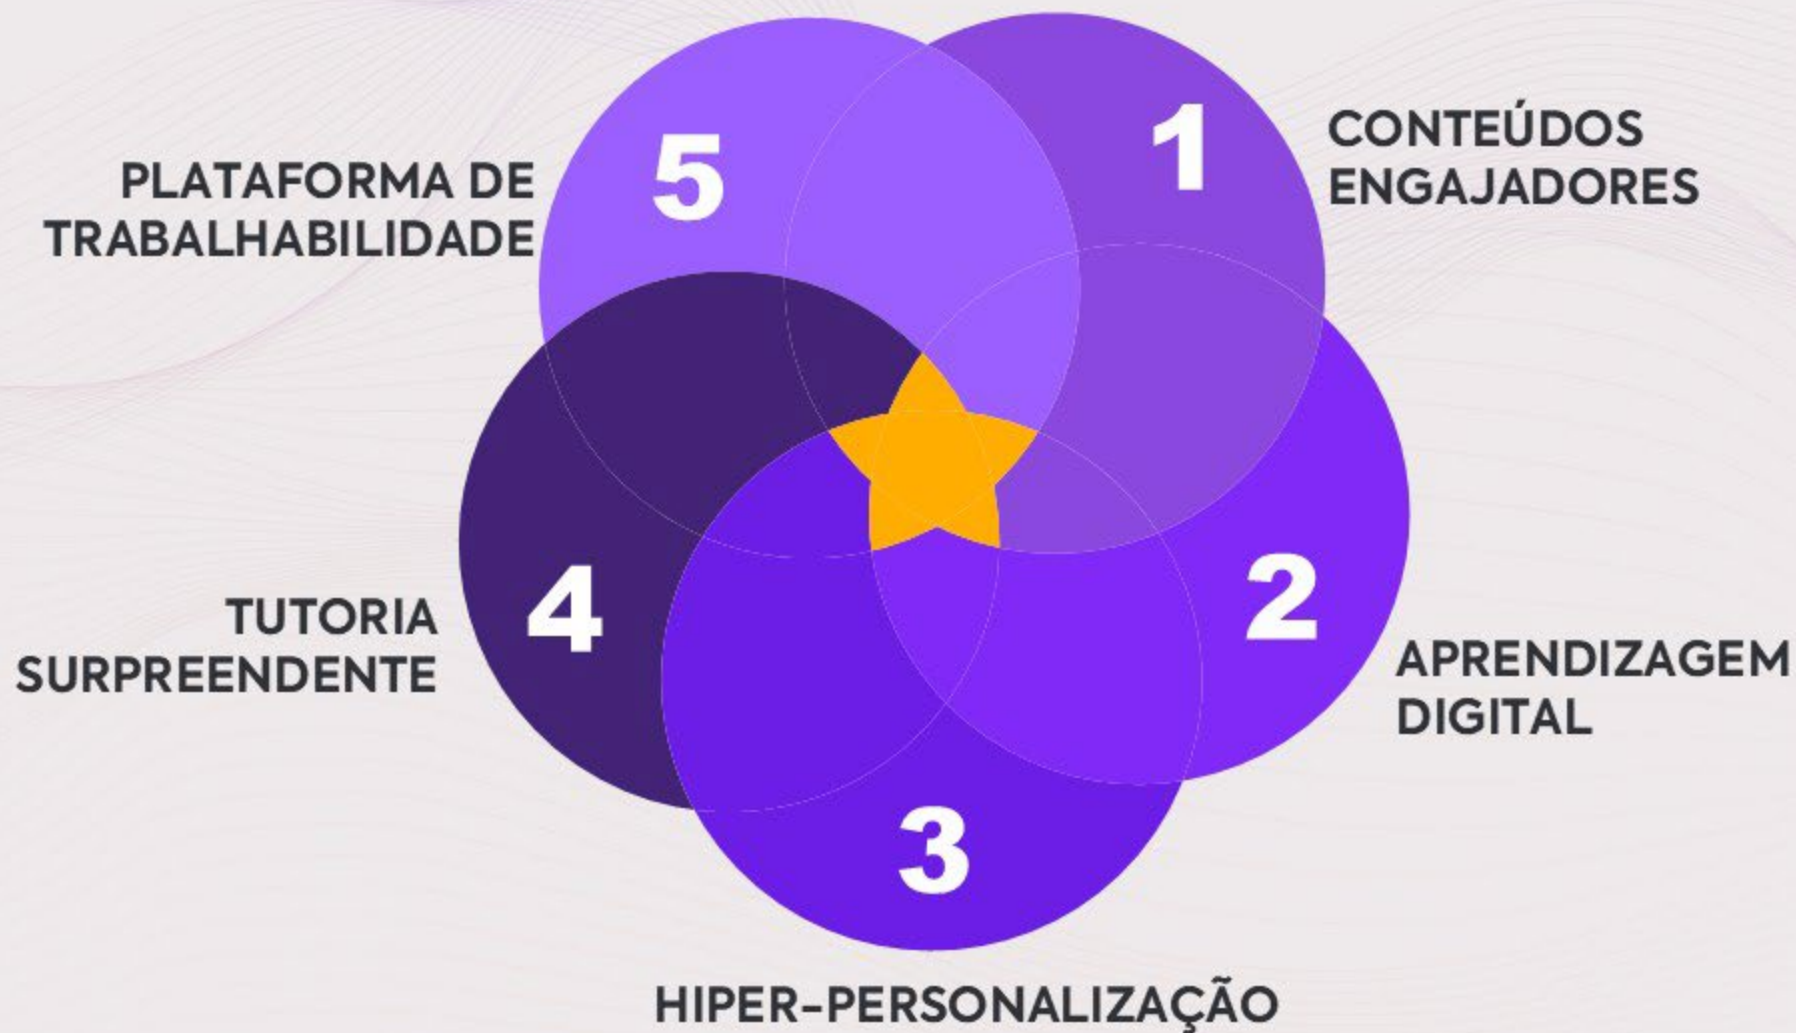 1
CONTEÚDOS
ENGAJADORES
2
APRENDIZAGEM
DIGITAL
3
HIPER-PERSONALIZAÇÃO
4
TUTORIA
SURPREENDENTE
5
PLATAFORMA DE
TRABALHABILIDADE